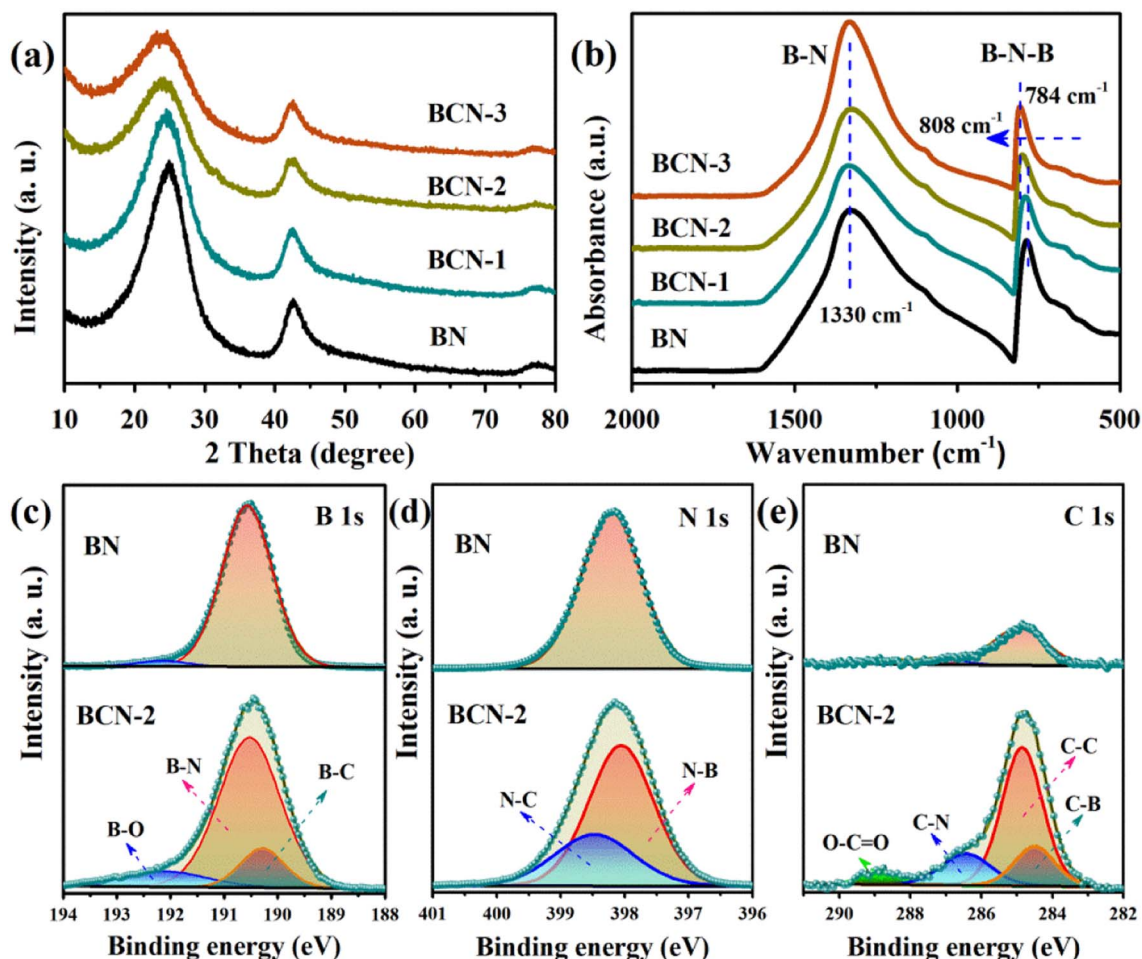 (a)
BCN-3
BCN-2
BCN-1
BN
Intensity (a. u.)
10 20 30 40 50 60 70 80
2 Theta (degree)
(b)
B-N
B-N-B
784 cm⁻¹
808 cm⁻¹
BCN-3
BCN-2
BCN-1
BN
1330 cm⁻¹
Absorbance (a.u.)
2000 1500 1000 500
Wavenumber (cm⁻¹)
(c)
B 1s
BN
BCN-2
B-N
B-C
B-O
Intensity (a. u.)
194 193 192 191 190 189 188
Binding energy (eV)
(d)
N 1s
BN
BCN-2
N-C
N-B
Intensity (a. u.)
401 400 399 398 397 396
Binding energy (eV)
(e)
C 1s
BN
BCN-2
C-C
C-B
C-N
O-C=O
Intensity (a. u.)
290 288 286 284 282
Binding energy (eV)